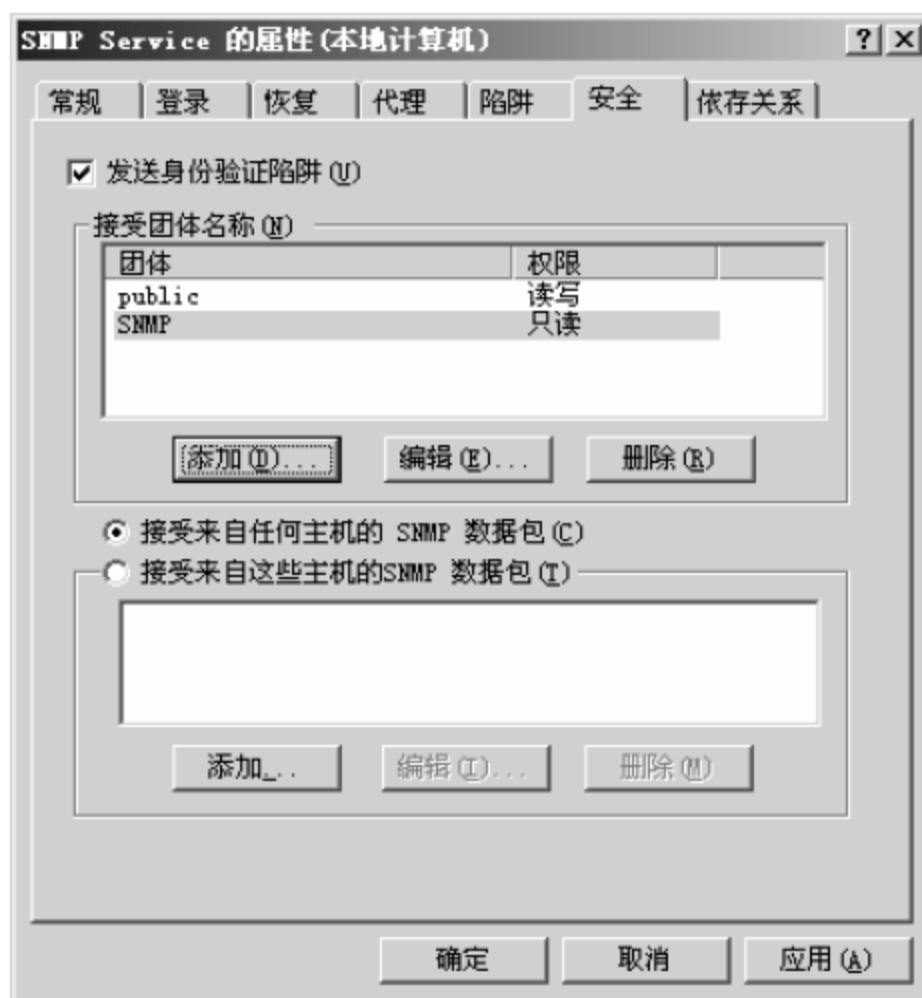 SNMP Service 的属性(本地计算机)
常规 登录 恢复 代理 陷阱 安全 依存关系
发送身份验证陷阱(U)
接受团体名称(N)
团体 权限
public 读写
SNMP 只读
添加(D)... 编辑(E)... 删除(R)
接受来自任何主机的 SNMP 数据包(C)
接受来自这些主机的SNMP 数据包(T)
添加... 编辑(I)... 删除(M)
确定 取消 应用(A)